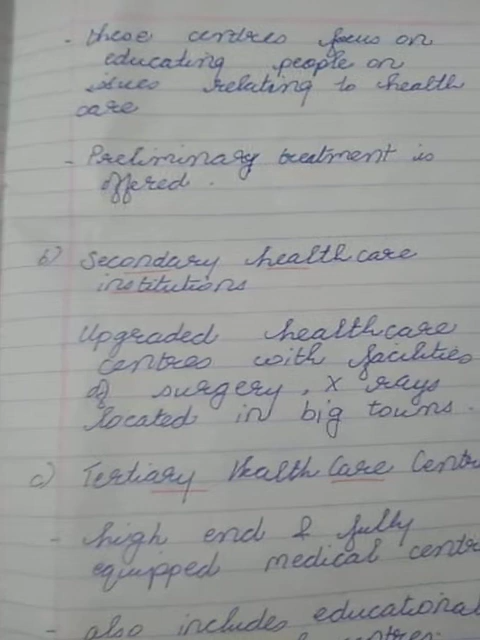 - these centres focus on
educating people on
issues relating to health
care
- Preliminary treatment is
offered.
b) Secondary healthcare
institutions
Upgraded healthcare
centres with facilities
of surgery, X rays
located in big towns.
c) Tertiary Health Care Centr
- high end & fully
equipped medical centr
- also includes educational
centres.